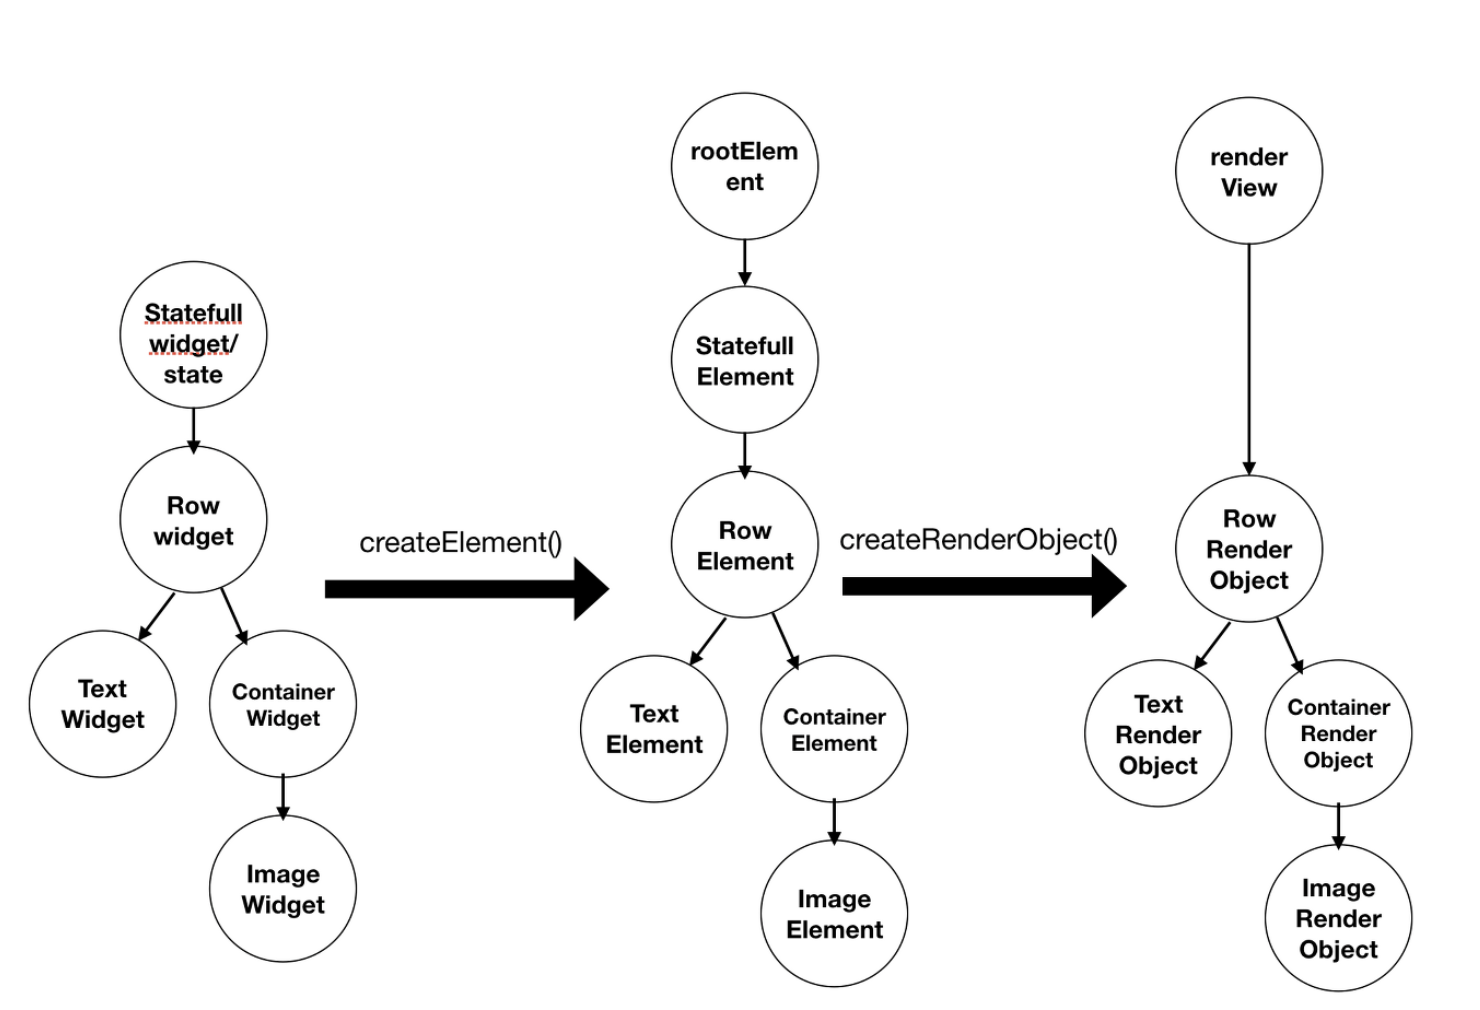 Statefull
widget/
state
Row
widget
Text
Widget
Container
Widget
Image
Widget
createElement()
rootElem
ent
Statefull
Element
Row
Element
Text
Element
Container
Element
Image
Element
createRenderObject()
render
View
Row
Render
Object
Text
Render
Object
Container
Render
Object
Image
Render
Object